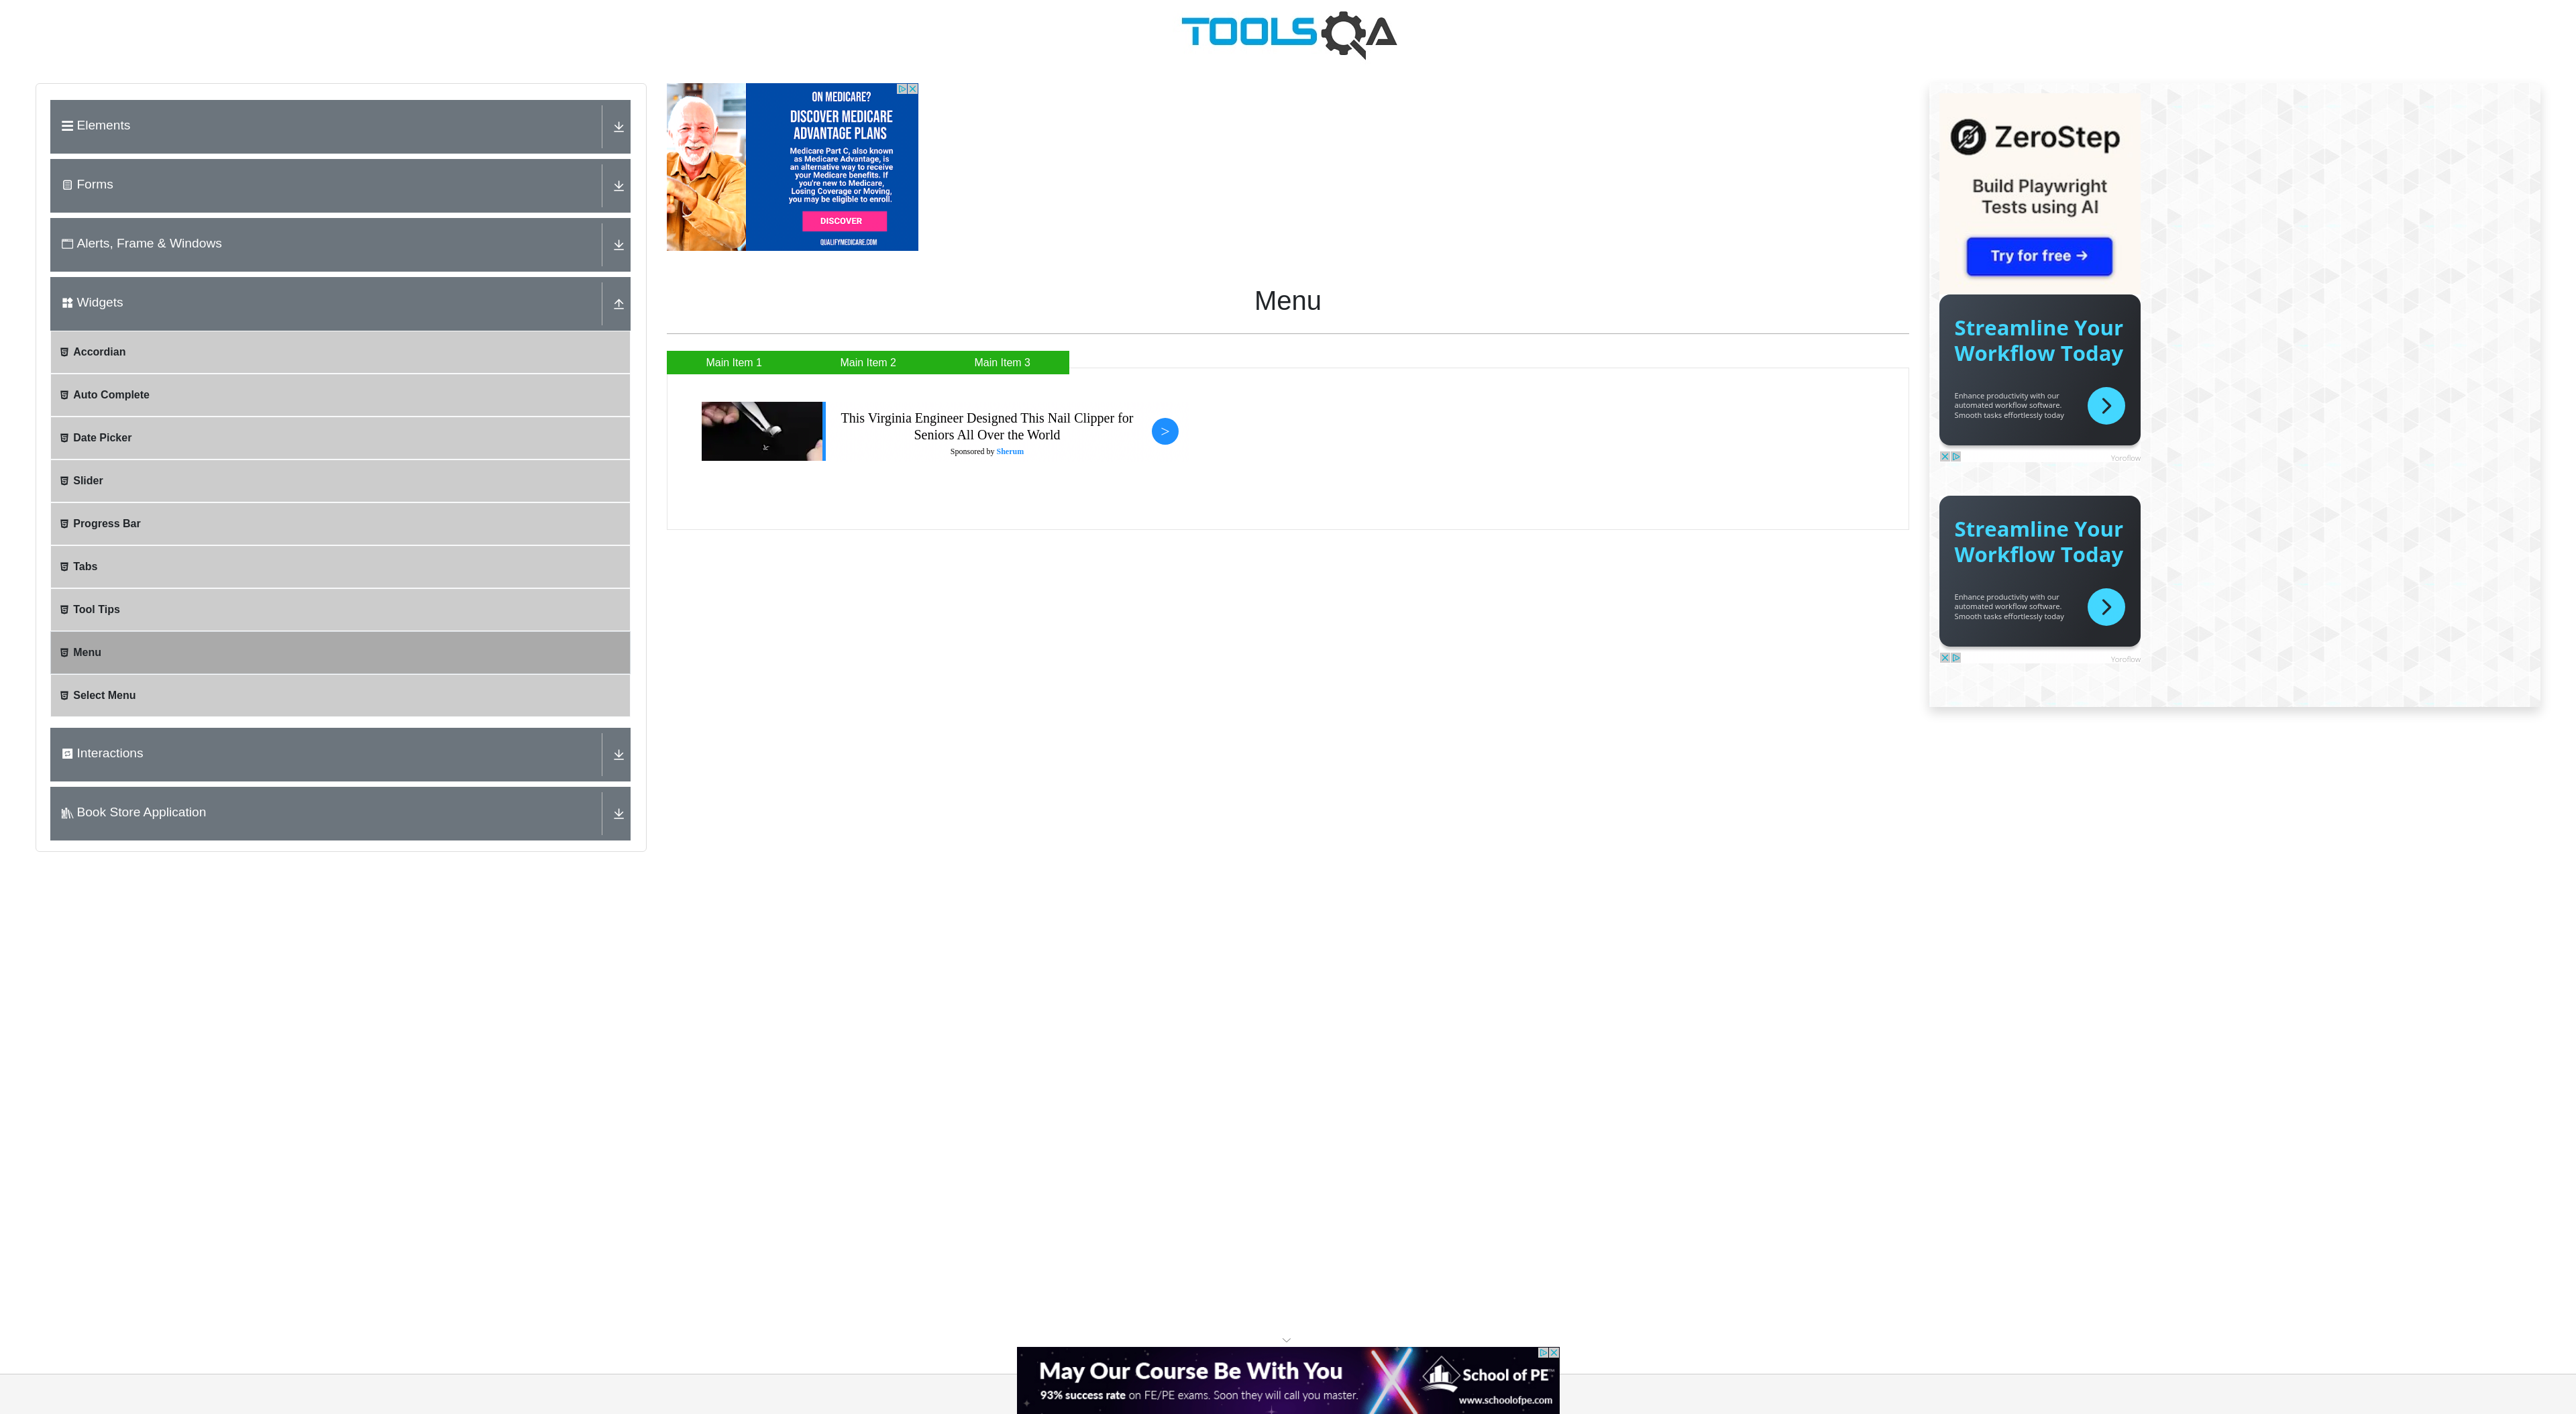 TOOLSQA
Elements
Forms
Alerts, Frame & Windows
Widgets
Accordian
Auto Complete
Date Picker
Slider
Progress Bar
Tabs
Tool Tips
Menu
Select Menu
Interactions
Book Store Application
ON MEDICARE?
DISCOVER MEDICARE
ADVANTAGE PLANS
Medicare Part C, also known
as Medicare Advantage, is
an alternative way to receive
your Medicare benefits. If
you're new to Medicare,
Losing Coverage or Moving,
you may be eligible to enroll.
DISCOVER
QUALIFYMEDICARE.COM
Menu
Main Item 1
Main Item 2
Main Item 3
This Virginia Engineer Designed This Nail Clipper for
Seniors All Over the World
Sponsored by Sherum
>
ZeroStep
Build Playwright
Tests using AI
Try for free →
Streamline Your
Workflow Today
Enhance productivity with our
automated workflow software.
Smooth tasks effortlessly today
Yoroflow
Streamline Your
Workflow Today
Enhance productivity with our
automated workflow software.
Smooth tasks effortlessly today
Yoroflow
May Our Course Be With You
93% success rate on FE/PE exams. Soon they will call you master.
School of PE
www.schoolofpe.com